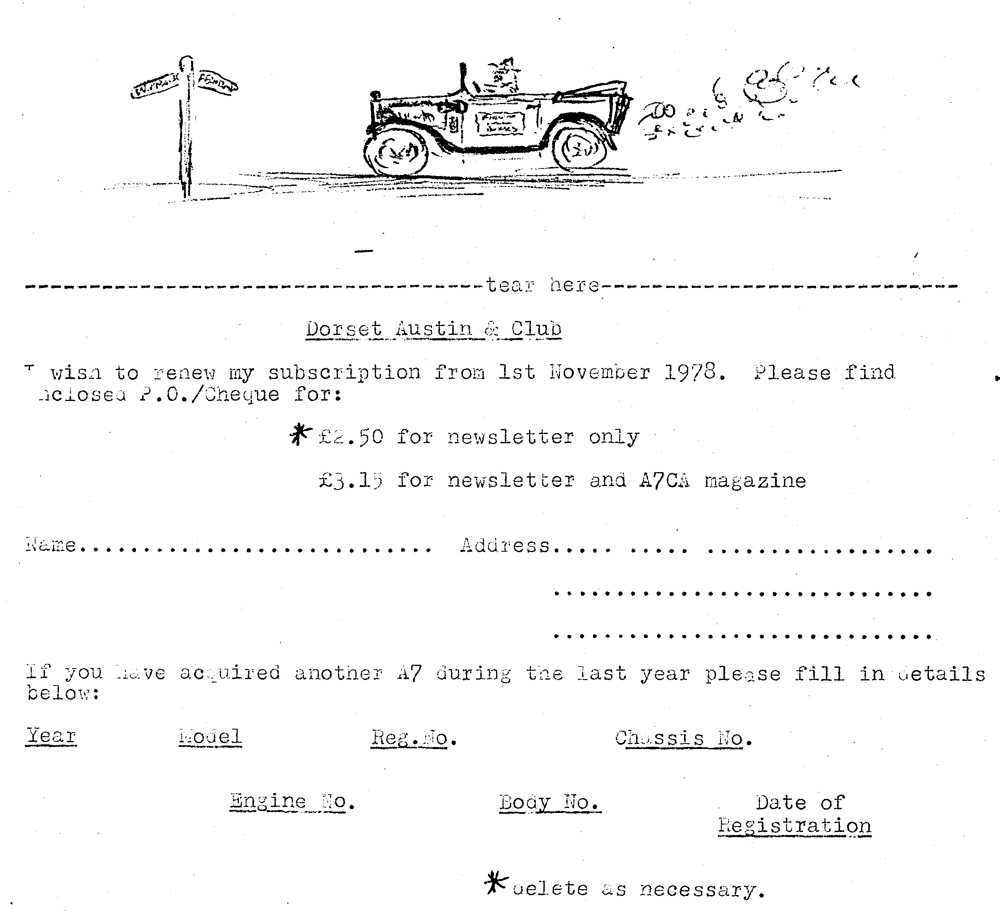 tear here
Dorset Austin & Club
I wish to renew my subscription from 1st November 1978. Please find
enclosed P.O./Cheque for:
* £2.50 for newsletter only
£3.15 for newsletter and A7CA magazine
Name............................ Address..... ..... ..................
..............................
..............................
If you have acquired another A7 during the last year please fill in details
below:
Year Model Reg.No. Chassis No.
Engine No. Body No. Date of
Registration
*delete as necessary.